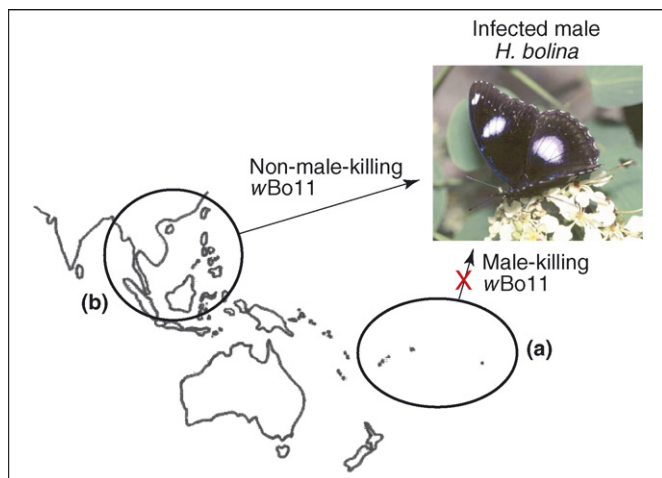 Infected male
H. bolina
Non-male-killing
wBo11
Male-killing
wBo11
(b)
(a)